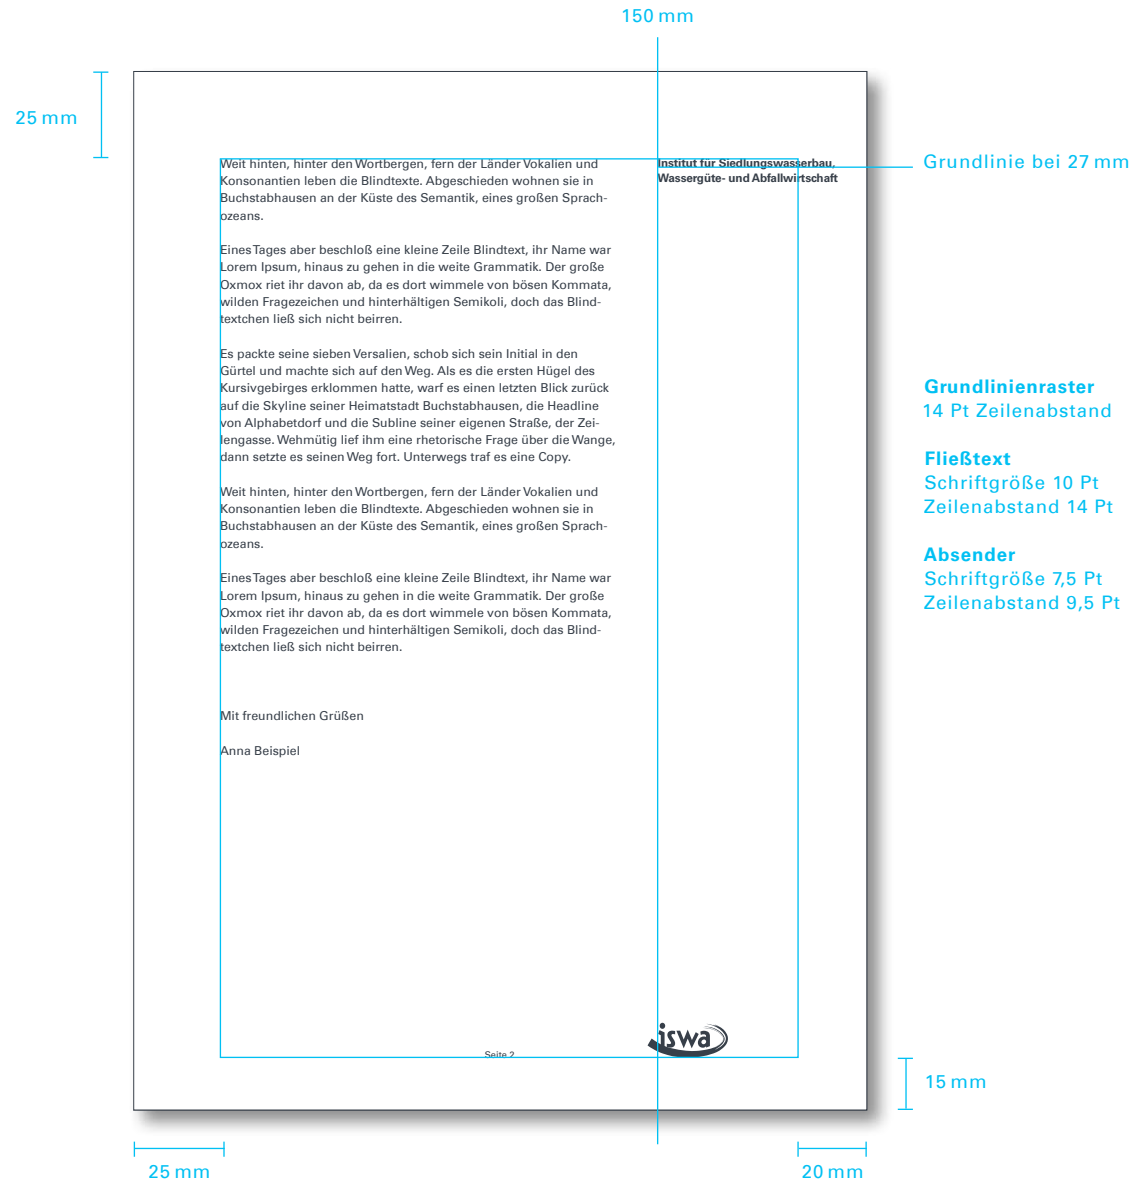 150 mm
25 mm
Weit hinten, hinter den Wortbergen, fern der Länder Vokalien und
Konsonantien leben die Blindtexte. Abgeschieden wohnen sie in
Buchstabhausen an der Küste des Semantik, eines großen Sprach-
ozeans.
Eines Tages aber beschloß eine kleine Zeile Blindtext, ihr Name war
Lorem Ipsum, hinaus zu gehen in die weite Grammatik. Der große
Oxmox riet ihr davon ab, da es dort wimmele von bösen Kommata,
wilden Fragezeichen und hinterhältigen Semikoli, doch das Blind-
textchen ließ sich nicht beirren.
Es packte seine sieben Versalien, schob sich sein Initial in den
Gürtel und machte sich auf den Weg. Als es die ersten Hügel des
Kursivgebirges erklommen hatte, warf es einen letzten Blick zurück
auf die Skyline seiner Heimatstadt Buchstabhausen, die Headline
von Alphabetdorf und die Subline seiner eigenen Straße, der Zei-
lengasse. Wehmütig lief ihm eine rhetorische Frage über die Wange,
dann setzte es seinen Weg fort. Unterwegs traf es eine Copy.
Weit hinten, hinter den Wortbergen, fern der Länder Vokalien und
Konsonantien leben die Blindtexte. Abgeschieden wohnen sie in
Buchstabhausen an der Küste des Semantik, eines großen Sprach-
ozeans.
Eines Tages aber beschloß eine kleine Zeile Blindtext, ihr Name war
Lorem Ipsum, hinaus zu gehen in die weite Grammatik. Der große
Oxmox riet ihr davon ab, da es dort wimmele von bösen Kommata,
wilden Fragezeichen und hinterhältigen Semikoli, doch das Blind-
textchen ließ sich nicht beirren.
Mit freundlichen Grüßen
Anna Beispiel
Institut für Siedlungswasserbau,
Wassergüte- und Abfallwirtschaft
Grundlinie bei 27 mm
Grundlinienraster
14 Pt Zeilenabstand
Fließtext
Schriftgröße 10 Pt
Zeilenabstand 14 Pt
Absender
Schriftgröße 7,5 Pt
Zeilenabstand 9,5 Pt
iswa
Seite 2
15 mm
25 mm
20 mm